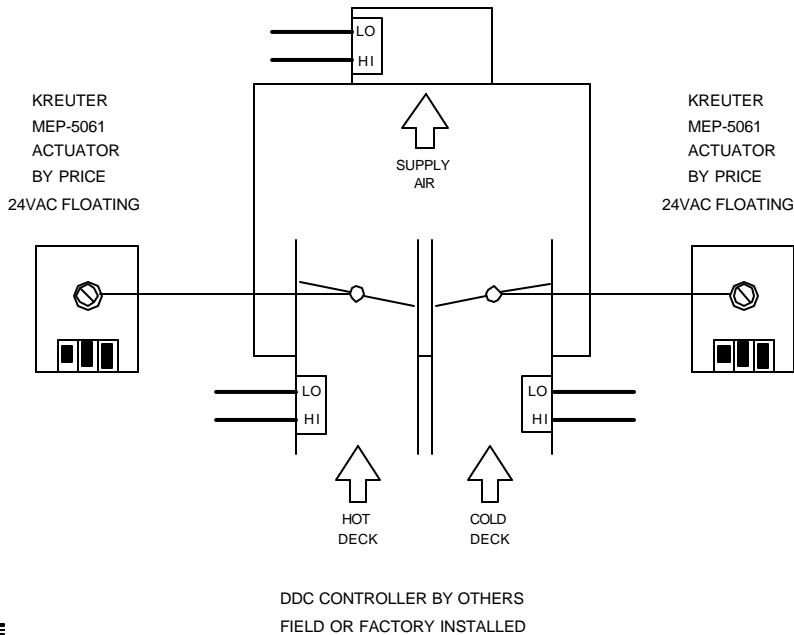 LO
HI
KREUTER
MEP-5061
ACTUATOR
BY PRICE
24VAC FLOATING
SUPPLY
AIR
KREUTER
MEP-5061
ACTUATOR
BY PRICE
24VAC FLOATING
LO
HI
LO
HI
HOT
DECK
COLD
DECK
DDC CONTROLLER BY OTHERS
FIELD OR FACTORY INSTALLED